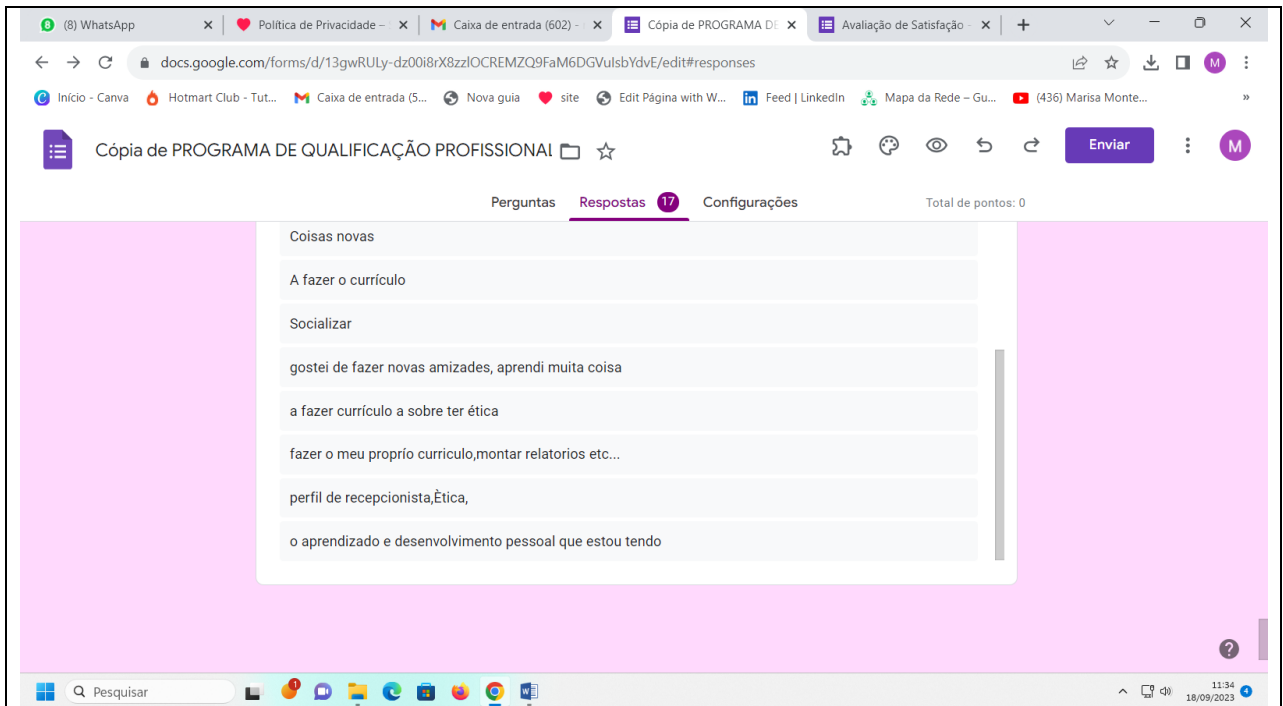 8 (8) WhatsApp
Política de Privacidade –
Caixa de entrada (602) -
Cópia de PROGRAMA DE
Avaliação de Satisfação -
docs.google.com/forms/d/13gwRULy-dz00i8rX8zzlOCREMZQ9FaM6DGVulsbYdvE/edit#responses
M
Início - Canva
Hotmart Club - Tut...
Caixa de entrada (5...
Nova guia
site
Edit Página with W...
Feed | LinkedIn
Mapa da Rede – Gu...
(436) Marisa Monte...
»
Cópia de PROGRAMA DE QUALIFICAÇÃO PROFISSIONAL
Enviar
M
Perguntas
Respostas 17
Configurações
Total de pontos: 0
Coisas novas
A fazer o currículo
Socializar
gostei de fazer novas amizades, aprendi muita coisa
a fazer currículo a sobre ter ética
fazer o meu proprío curriculo,montar relatorios etc...
perfil de recepcionista,Ètica,
o aprendizado e desenvolvimento pessoal que estou tendo
Pesquisar
1
11:34
18/09/2023
4